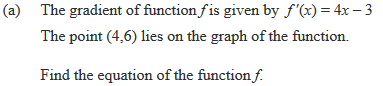 (a) The gradient of function f is given by f'(x) = 4x – 3
The point (4,6) lies on the graph of the function.
Find the equation of the function f.